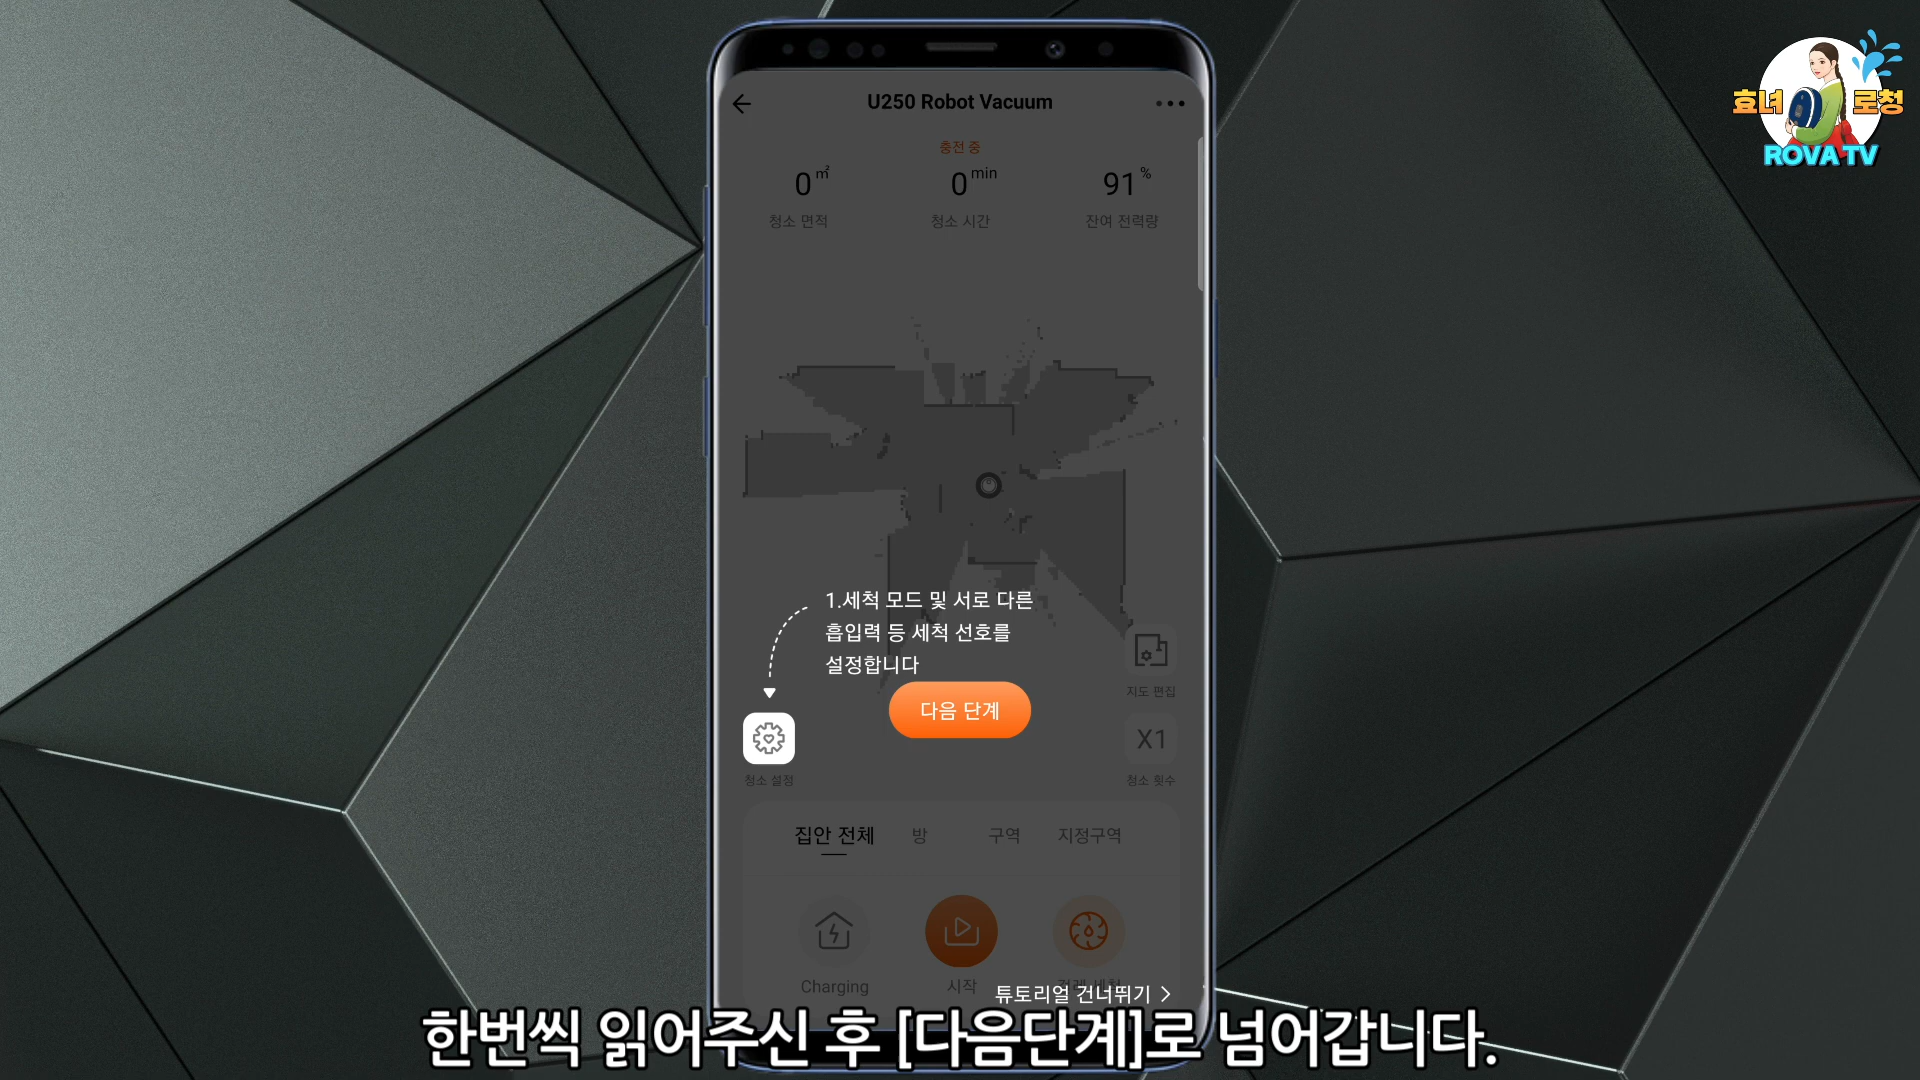 효녀 로청
ROVA TV
U250 Robot Vacuum
충전 중
0㎡ 0min 91%
청소 면적 청소 시간 잔여 전력량
1.세척 모드 및 서로 다른
흡입력 등 세척 선호를
설정합니다
지도 편집
다음 단계
X1
청소 설정 청소 횟수
집안 전체 방 구역 지정구역
Charging 시작 걸레 세척
튜토리얼 건너뛰기 >
한번씩 읽어주신 후 [다음단계]로 넘어갑니다.